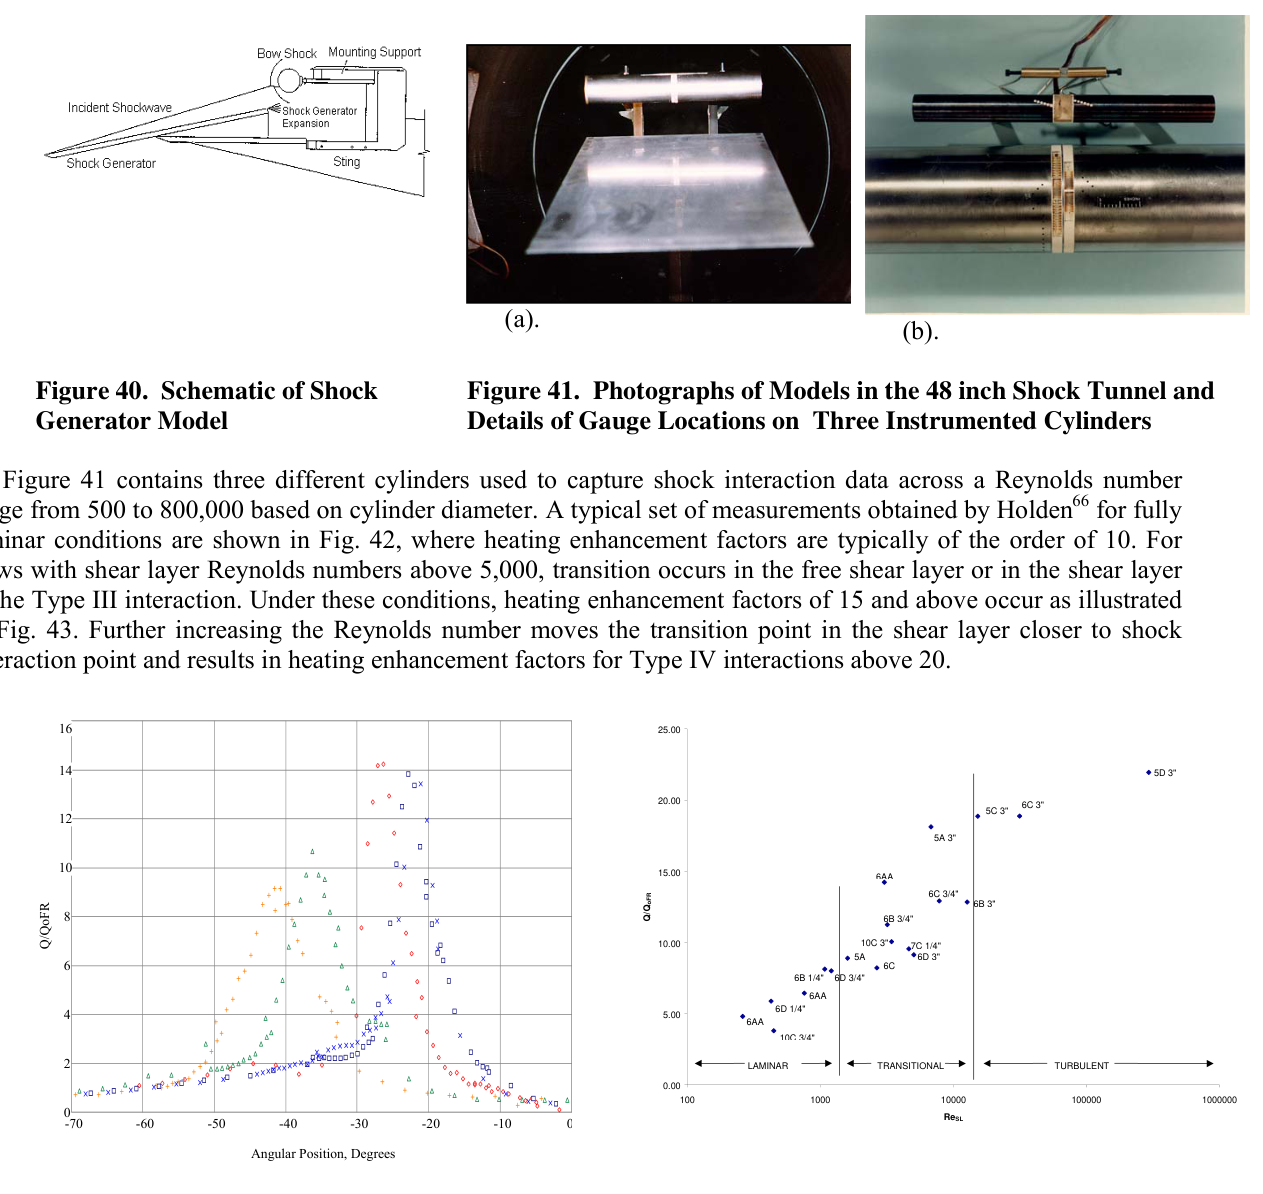 Bow Shock Mounting Support
Incident Shockwave
Shock Generator
Expansion
Shock Generator
Sting
(a).
(b).
Figure 40. Schematic of Shock
Generator Model
Figure 41. Photographs of Models in the 48 inch Shock Tunnel and
Details of Gauge Locations on Three Instrumented Cylinders
Figure 41 contains three different cylinders used to capture shock interaction data across a Reynolds number
ge from 500 to 800,000 based on cylinder diameter. A typical set of measurements obtained by Holden66 for fully
inar conditions are shown in Fig. 42, where heating enhancement factors are typically of the order of 10. For
ws with shear layer Reynolds numbers above 5,000, transition occurs in the free shear layer or in the shear layer
he Type III interaction. Under these conditions, heating enhancement factors of 15 and above occur as illustrated
Fig. 43. Further increasing the Reynolds number moves the transition point in the shear layer closer to shock
eraction point and results in heating enhancement factors for Type IV interactions above 20.
16
14
12
10
8
6
4
2
0
Q/QoFR
-70 -60 -50 -40 -30 -20 -10 0
Angular Position, Degrees
25.00
20.00
15.00
10.00
5.00
0.00
Q/QoFR
5D 3"
6C 3"
5C 3"
5A 3"
6AA
6C 3/4"
6B 3"
6B 3/4"
10C 3"
7C 1/4"
6D 3"
5A
6C
6B 1/4"
6D 3/4"
6AA
6D 1/4"
6AA
10C 3/4"
LAMINAR TRANSITIONAL TURBULENT
100 1000 10000 100000 1000000
ReSL